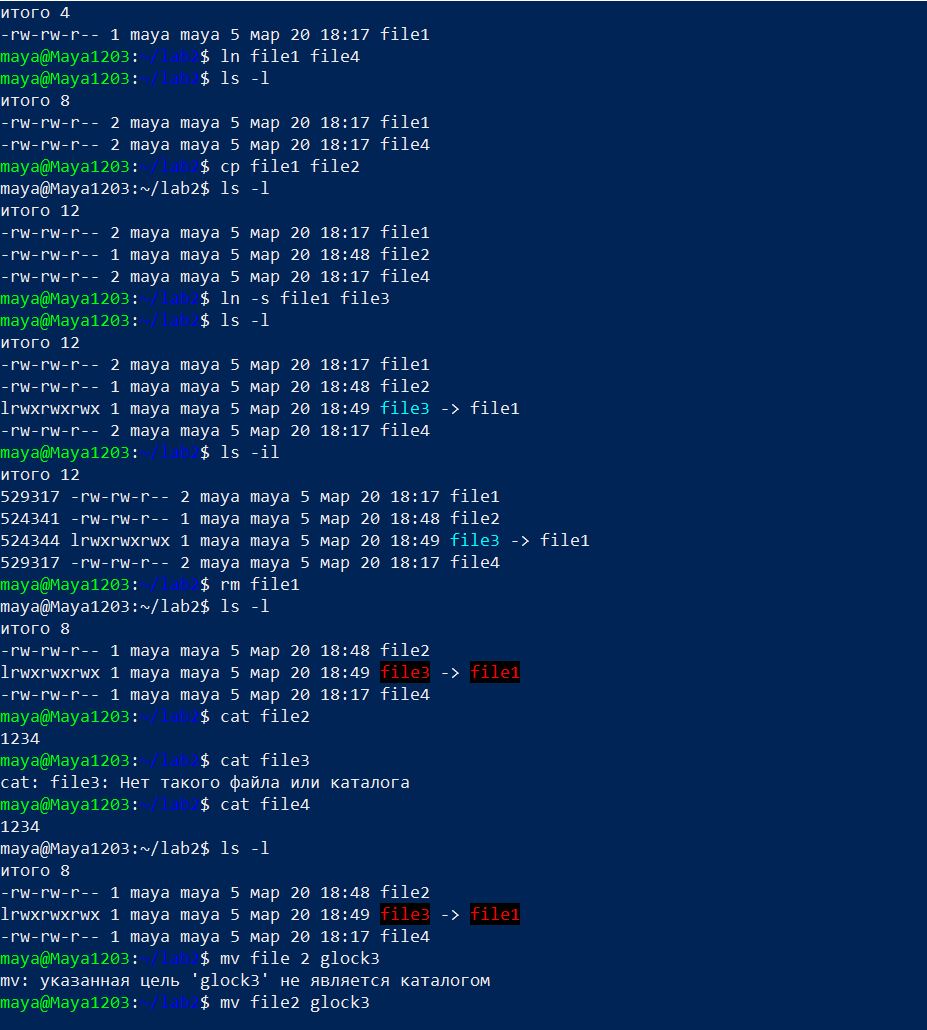 итого 4
-rw-rw-r-- 1 maya maya 5 мар 20 18:17 file1
maya@Maya1203:~/lab2$ ln file1 file4
maya@Maya1203:~/lab2$ ls -l
итого 8
-rw-rw-r-- 2 maya maya 5 мар 20 18:17 file1
-rw-rw-r-- 2 maya maya 5 мар 20 18:17 file4
maya@Maya1203:~/lab2$ cp file1 file2
maya@Maya1203:~/lab2$ ls -l
итого 12
-rw-rw-r-- 2 maya maya 5 мар 20 18:17 file1
-rw-rw-r-- 1 maya maya 5 мар 20 18:48 file2
-rw-rw-r-- 2 maya maya 5 мар 20 18:17 file4
maya@Maya1203:~/lab2$ ln -s file1 file3
maya@Maya1203:~/lab2$ ls -l
итого 12
-rw-rw-r-- 2 maya maya 5 мар 20 18:17 file1
-rw-rw-r-- 1 maya maya 5 мар 20 18:48 file2
lrwxrwxrwx 1 maya maya 5 мар 20 18:49 file3 -> file1
-rw-rw-r-- 2 maya maya 5 мар 20 18:17 file4
maya@Maya1203:~/lab2$ ls -il
итого 12
529317 -rw-rw-r-- 2 maya maya 5 мар 20 18:17 file1
524341 -rw-rw-r-- 1 maya maya 5 мар 20 18:48 file2
524344 lrwxrwxrwx 1 maya maya 5 мар 20 18:49 file3 -> file1
529317 -rw-rw-r-- 2 maya maya 5 мар 20 18:17 file4
maya@Maya1203:~/lab2$ rm file1
maya@Maya1203:~/lab2$ ls -l
итого 8
-rw-rw-r-- 1 maya maya 5 мар 20 18:48 file2
lrwxrwxrwx 1 maya maya 5 мар 20 18:49 file3 -> file1
-rw-rw-r-- 1 maya maya 5 мар 20 18:17 file4
maya@Maya1203:~/lab2$ cat file2
1234
maya@Maya1203:~/lab2$ cat file3
cat: file3: Нет такого файла или каталога
maya@Maya1203:~/lab2$ cat file4
1234
maya@Maya1203:~/lab2$ ls -l
итого 8
-rw-rw-r-- 1 maya maya 5 мар 20 18:48 file2
lrwxrwxrwx 1 maya maya 5 мар 20 18:49 file3 -> file1
-rw-rw-r-- 1 maya maya 5 мар 20 18:17 file4
maya@Maya1203:~/lab2$ mv file 2 glock3
mv: указанная цель 'glock3' не является каталогом
maya@Maya1203:~/lab2$ mv file2 glock3